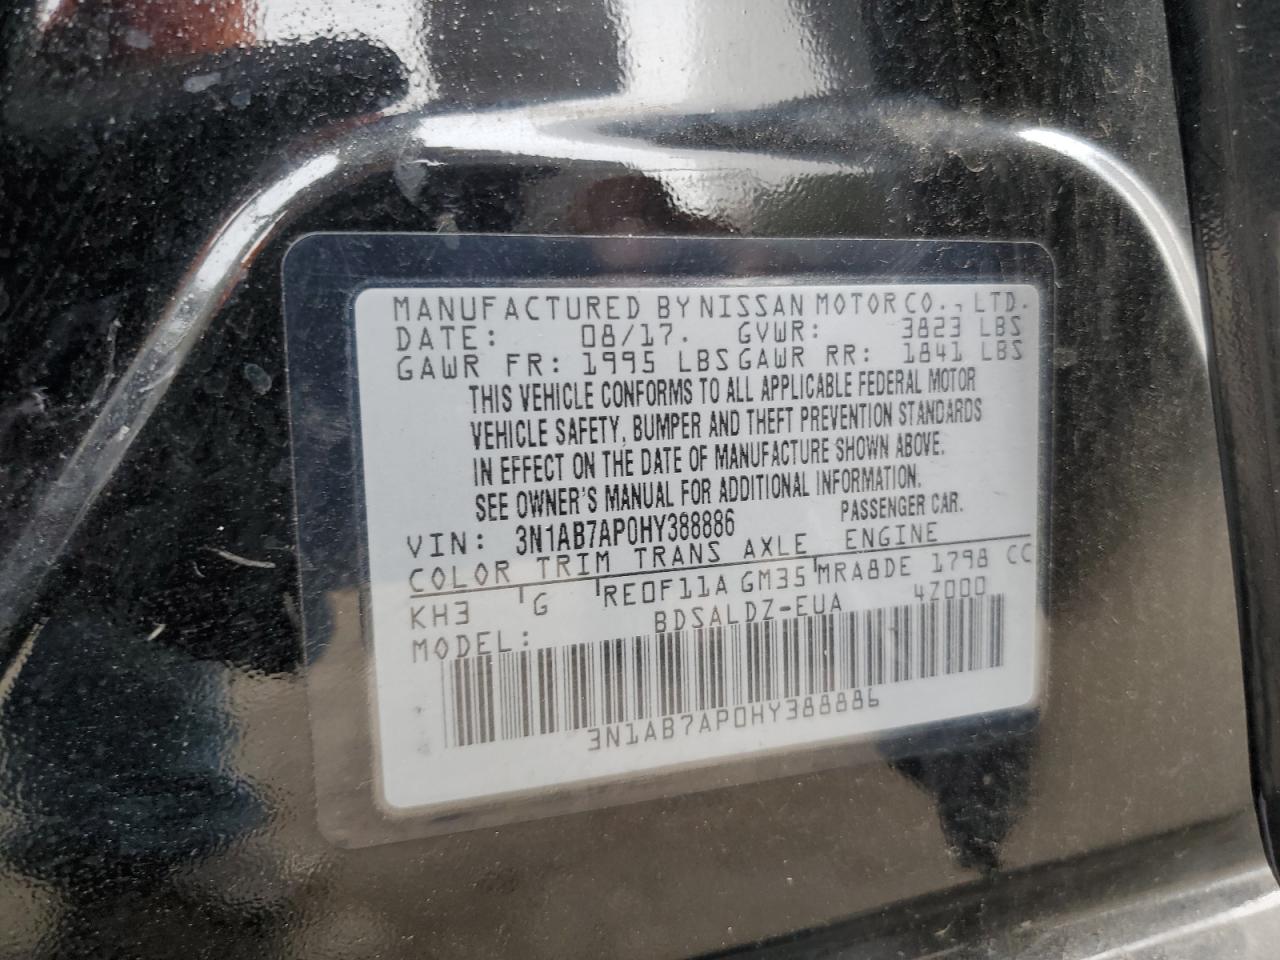 MANUFACTURED BY NISSAN MOTOR CO., LTD.
DATE: 08/17. GVWR: 3823 LBS
GAWR FR: 1995 LBS GAWR RR: 1841 LBS
THIS VEHICLE CONFORMS TO ALL APPLICABLE FEDERAL MOTOR
VEHICLE SAFETY, BUMPER AND THEFT PREVENTION STANDARDS
IN EFFECT ON THE DATE OF MANUFACTURE SHOWN ABOVE.
SEE OWNER'S MANUAL FOR ADDITIONAL INFORMATION.
VIN: 3N1AB7AP0HY388886 PASSENGER CAR.
COLOR TRIM TRANS AXLE ENGINE
KH3 G RE0F11A GM35 MRA8DE 1798 CC
MODEL: BDSALDZ-EUA 4Z000
3N1AB7AP0HY388886